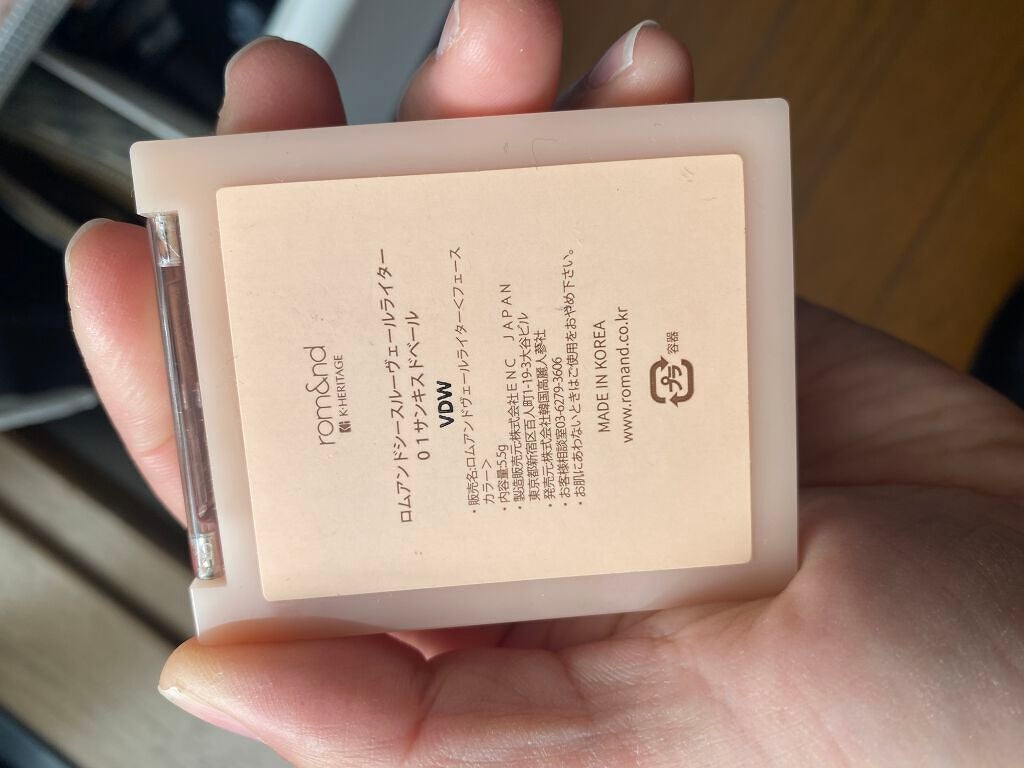 rom&nd
K-HERITAGE
ロムアンドシースルーヴェールライター
01サンキスドベール
VDW
・販売名:ロムアンドヴェールライター＜フェース
カラー＞
・内容量:5.5g
・製造販売元株式会社ENC JAPAN
東京都新宿区百人町1-19-3大谷ビル
・発売元株式会社韓国高麗人蔘社
・お客様相談室03-6279-3606
・お肌にあわないときはご使用をおやめ下さい。
MADE IN KOREA
www.romand.co.kr
プラ
容器